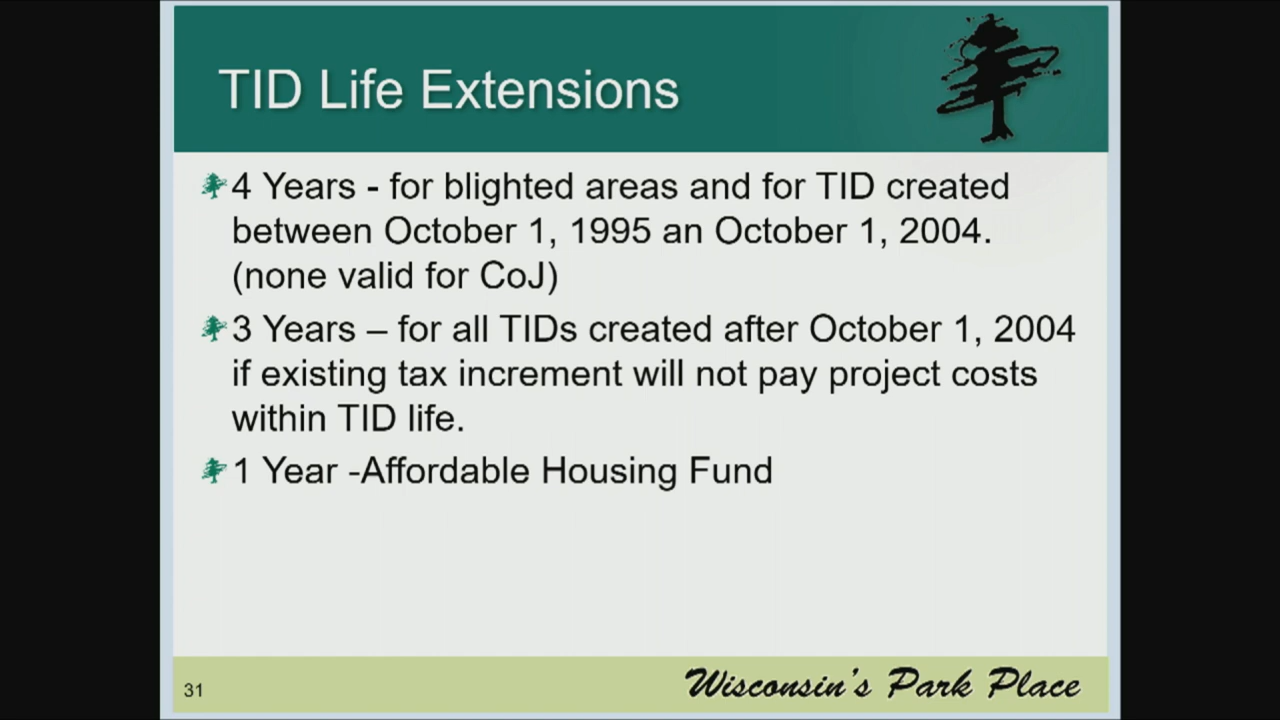 TID Life Extensions
4 Years - for blighted areas and for TID created
between October 1, 1995 an October 1, 2004.
(none valid for CoJ)
3 Years – for all TIDs created after October 1, 2004
if existing tax increment will not pay project costs
within TID life.
1 Year -Affordable Housing Fund
31
Wisconsin's Park Place